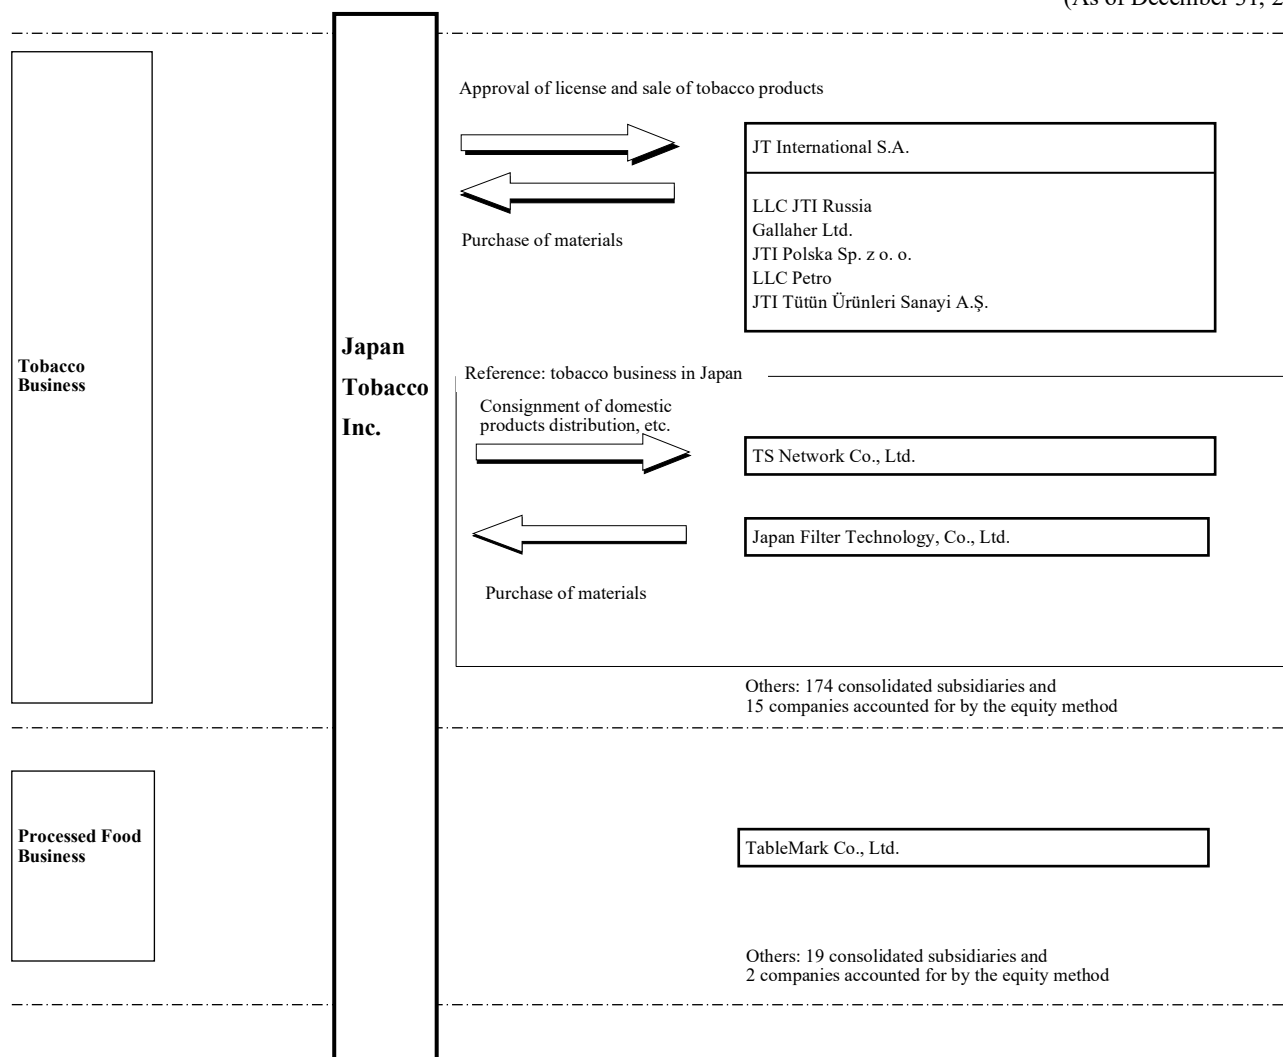 (As of December 31, 2
Approval of license and sale of tobacco products
JT International S.A.
LLC JTI Russia
Gallaher Ltd.
JTI Polska Sp. z o. o.
LLC Petro
JTI Tütün Ürünleri Sanayi A.Ş.
Purchase of materials
Tobacco
Business
Japan
Tobacco
Inc.
Reference: tobacco business in Japan
Consignment of domestic
products distribution, etc.
TS Network Co., Ltd.
Japan Filter Technology, Co., Ltd.
Purchase of materials
Others: 174 consolidated subsidiaries and
15 companies accounted for by the equity method
Processed Food
Business
TableMark Co., Ltd.
Others: 19 consolidated subsidiaries and
2 companies accounted for by the equity method